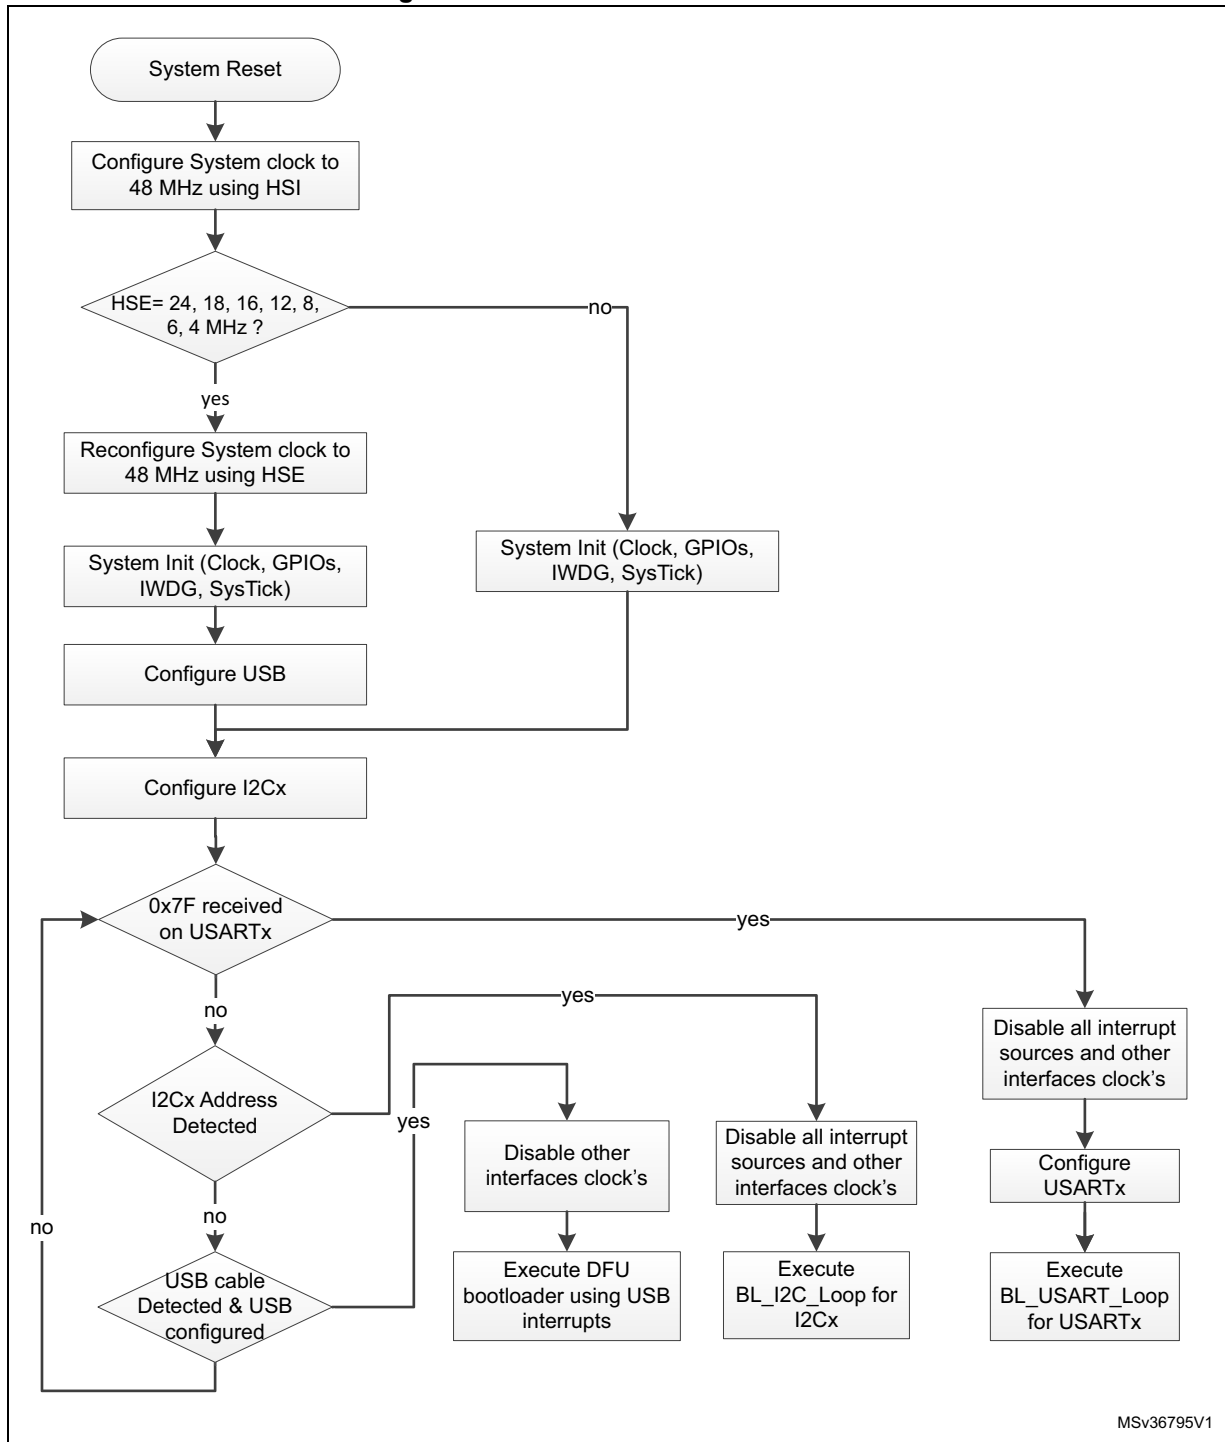 System Reset
Configure System clock to
48 MHz using HSI
HSE= 24, 18, 16, 12, 8,
6, 4 MHz ?
no
yes
Reconfigure System clock to
48 MHz using HSE
System Init (Clock, GPIOs,
IWDG, SysTick)
System Init (Clock, GPIOs,
IWDG, SysTick)
Configure USB
Configure I2Cx
0x7F received
on USARTx
yes
no
yes
Disable all interrupt
sources and other
interfaces clock's
I2Cx Address
Detected
yes
Disable other
interfaces clock's
Disable all interrupt
sources and other
interfaces clock's
Configure
USARTx
no
no
USB cable
Detected & USB
configured
Execute DFU
bootloader using USB
interrupts
Execute
BL_I2C_Loop for
I2Cx
Execute
BL_USART_Loop
for USARTx
MSv36795V1